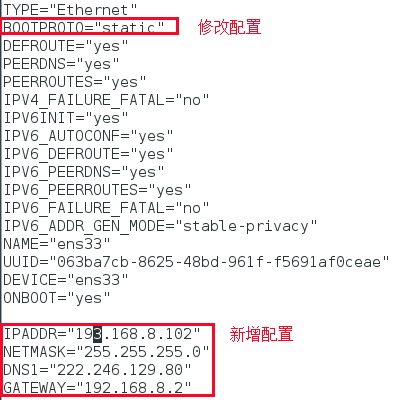 TYPE="Ethernet"
BOOTPROTO="static" 修改配置
DEFROUTE="yes"
PEERDNS="yes"
PEERROUTES="yes"
IPV4_FAILURE_FATAL="no"
IPV6INIT="yes"
IPV6_AUTOCONF="yes"
IPV6_DEFROUTE="yes"
IPV6_PEERDNS="yes"
IPV6_PEERROUTES="yes"
IPV6_FAILURE_FATAL="no"
IPV6_ADDR_GEN_MODE="stable-privacy"
NAME="ens33"
UUID="063ba7cb-8625-48bd-961f-f5691af0ceae"
DEVICE="ens33"
ONBOOT="yes"
IPADDR="193.168.8.102" 新增配置
NETMASK="255.255.255.0"
DNS1="222.246.129.80"
GATEWAY="192.168.8.2"